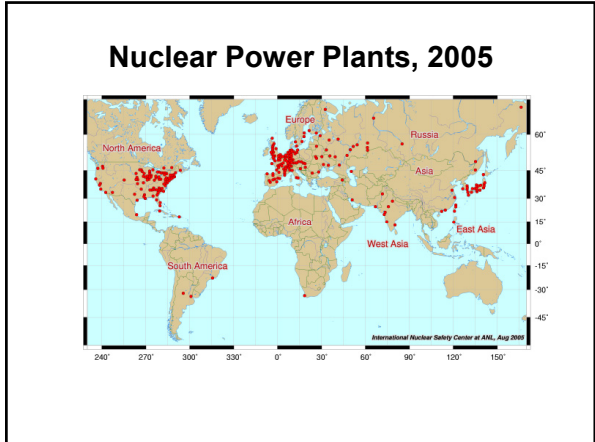 Nuclear Power Plants, 2005
Europe
Russia
North America
60°
Asia
45°
30°
Africa
15°
East Asia
West Asia
0°
South America
-15°
-30°
-45°
International Nuclear Safety Center at ANL, Aug 2005
240° 270° 300° 330° 0° 30° 60° 90° 120° 150°